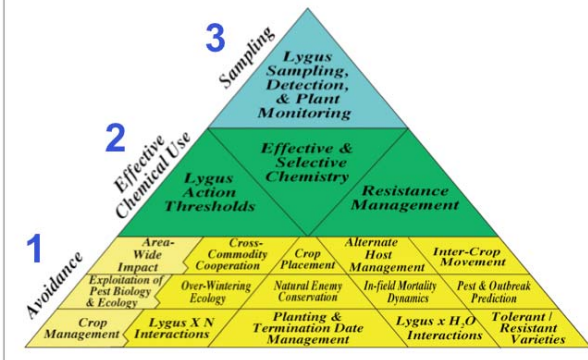 3
Sampling
Lygus
Sampling,
Detection,
& Plant
Monitoring
2
Effective
Chemical Use
Lygus
Action
Thresholds
Effective &
Selective
Chemistry
Resistance
Management
1
Avoidance
Area-
Wide
Impact
Cross-
Commodity
Cooperation
Crop
Placement
Alternate
Host
Management
Inter-Crop
Movement
Exploitation of
Pest Biology
& Ecology
Over-Wintering
Ecology
Natural Enemy
Conservation
In-field Mortality
Dynamics
Pest & Outbreak
Prediction
Crop
Management
Lygus X N
Interactions
Planting &
Termination Date
Management
Lygus x H₂O
Interactions
Tolerant /
Resistant
Varieties